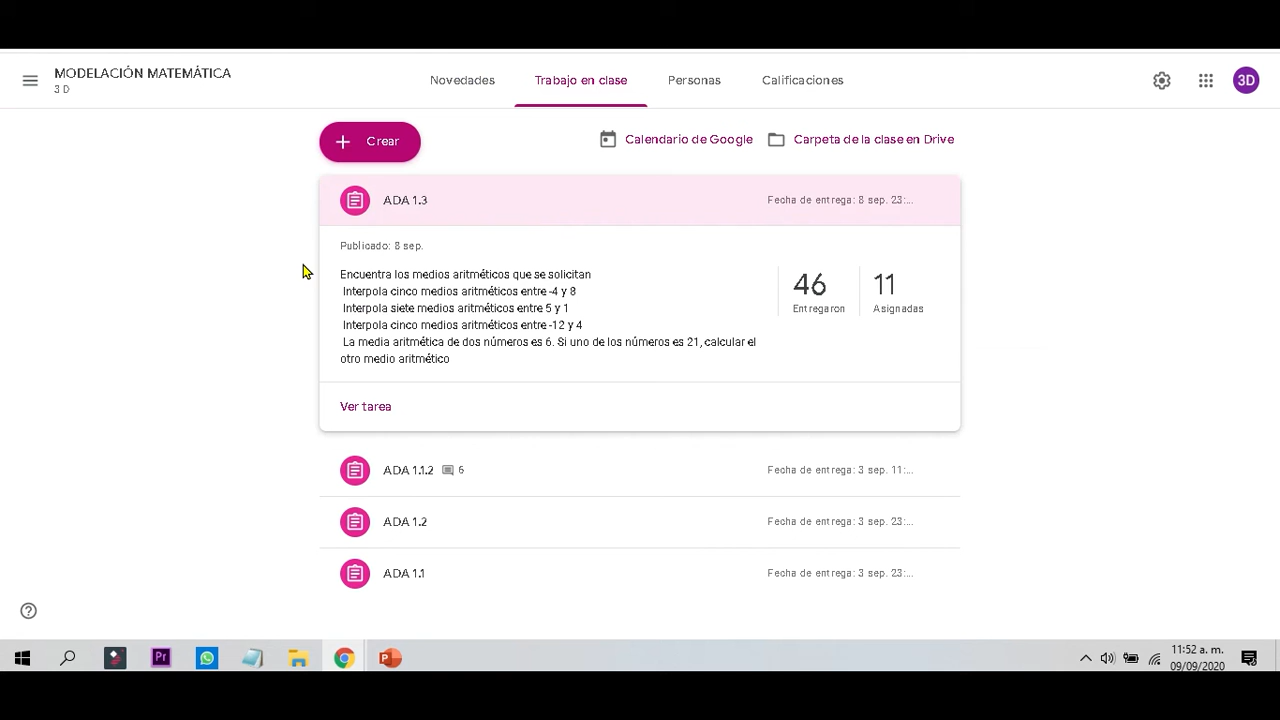 MODELACIÓN MATEMÁTICA
3 D
Novedades
Trabajo en clase
Personas
Calificaciones
3D
Crear
Calendario de Google
Carpeta de la clase en Drive
ADA 1.3
Fecha de entrega: 8 sep. 23:...
Publicado: 8 sep.
Encuentra los medios aritméticos que se solicitan
Interpola cinco medios aritméticos entre -4 y 8
Interpola siete medios aritméticos entre 5 y 1
Interpola cinco medios aritméticos entre -12 y 4
La media aritmética de dos números es 6. Si uno de los números es 21, calcular el
otro medio aritmético
46
Entregaron
11
Asignadas
Ver tarea
ADA 1.1.2
6
Fecha de entrega: 3 sep. 11:...
ADA 1.2
Fecha de entrega: 3 sep. 23:...
ADA 1.1
Fecha de entrega: 3 sep. 23:...
Pr
P
11:52 a. m.
09/09/2020